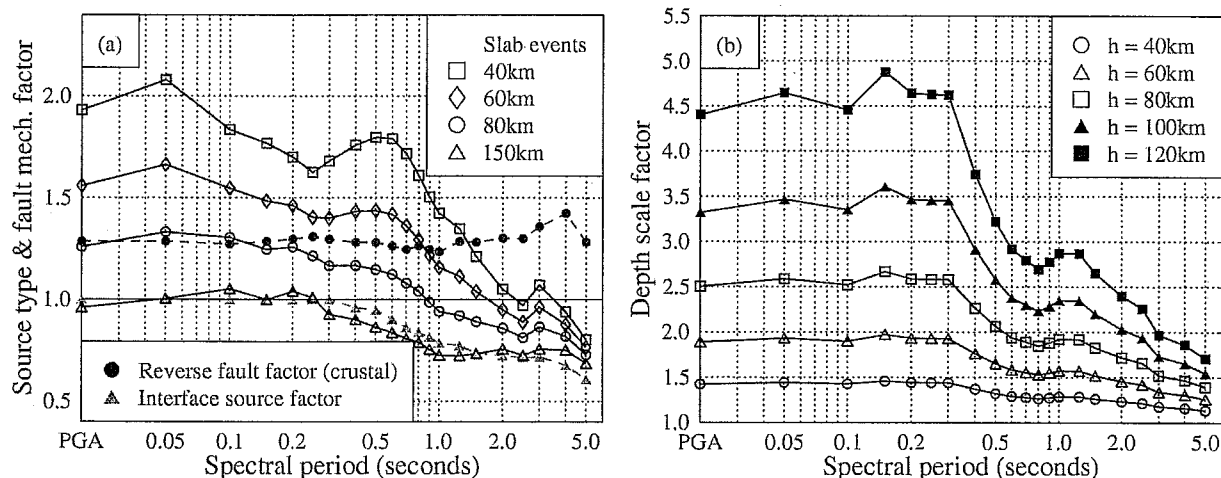 (a)
Slab events
40km
60km
80km
150km
Source type & fault mech. factor
2.0
1.5
1.0
0.5
Reverse fault factor (crustal)
Interface source factor
PGA 0.05 0.1 0.2 0.5 1.0 2.0 5.0
Spectral period (seconds)
(b)
h = 40km
h = 60km
h = 80km
h = 100km
h = 120km
Depth scale factor
5.5
5.0
4.5
4.0
3.5
3.0
2.5
2.0
1.5
1.0
PGA 0.05 0.1 0.2 0.5 1.0 2.0 5.0
Spectral period (seconds)